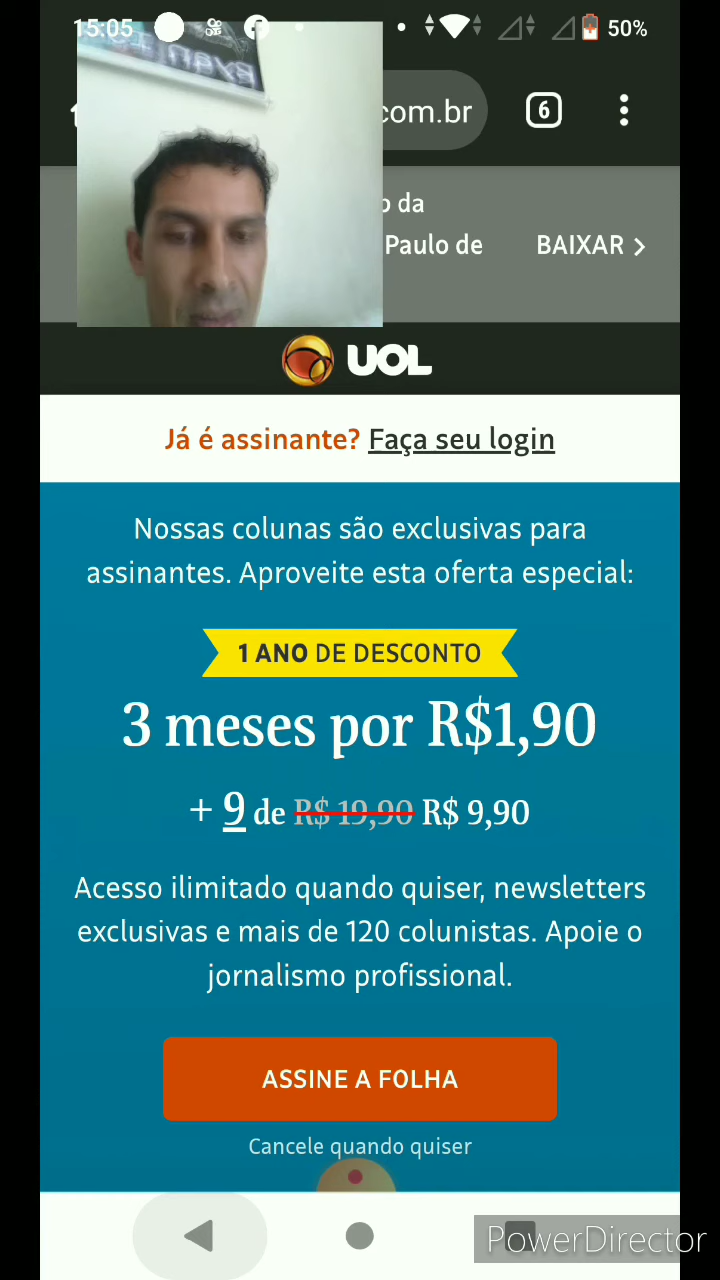 15:05
50%
com.br
6
o da
Paulo de
BAIXAR
UOL
Já é assinante? Faça seu login
Nossas colunas são exclusivas para
assinantes. Aproveite esta oferta especial:
1 ANO DE DESCONTO
3 meses por R$1,90
+ 9 de R$ 19,90 R$ 9,90
Acesso ilimitado quando quiser, newsletters
exclusivas e mais de 120 colunistas. Apoie o
jornalismo profissional.
ASSINE A FOLHA
Cancele quando quiser
PowerDirector